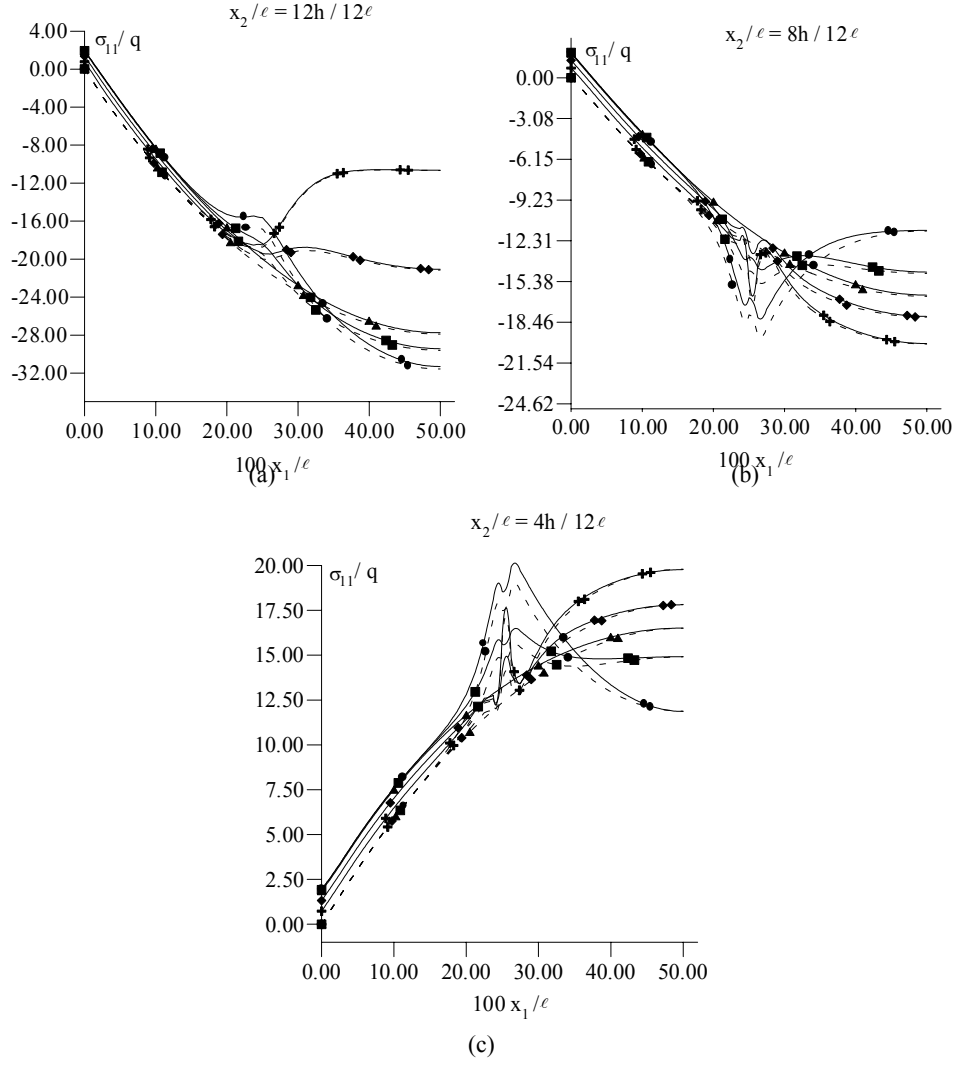 x2/ℓ = 12h / 12ℓ
σ11/ q
4.00
0.00
-4.00
-8.00
-12.00
-16.00
-20.00
-24.00
-28.00
-32.00
0.00 10.00 20.00 30.00 40.00 50.00
100 x1 /ℓ
(a)
x2/ℓ = 8h / 12ℓ
σ11/ q
0.00
-3.08
-6.15
-9.23
-12.31
-15.38
-18.46
-21.54
-24.62
0.00 10.00 20.00 30.00 40.00 50.00
100 x1 /ℓ
(b)
x2/ℓ = 4h / 12ℓ
σ11/ q
20.00
17.50
15.00
12.50
10.00
7.50
5.00
2.50
0.00
0.00 10.00 20.00 30.00 40.00 50.00
100 x1 /ℓ
(c)